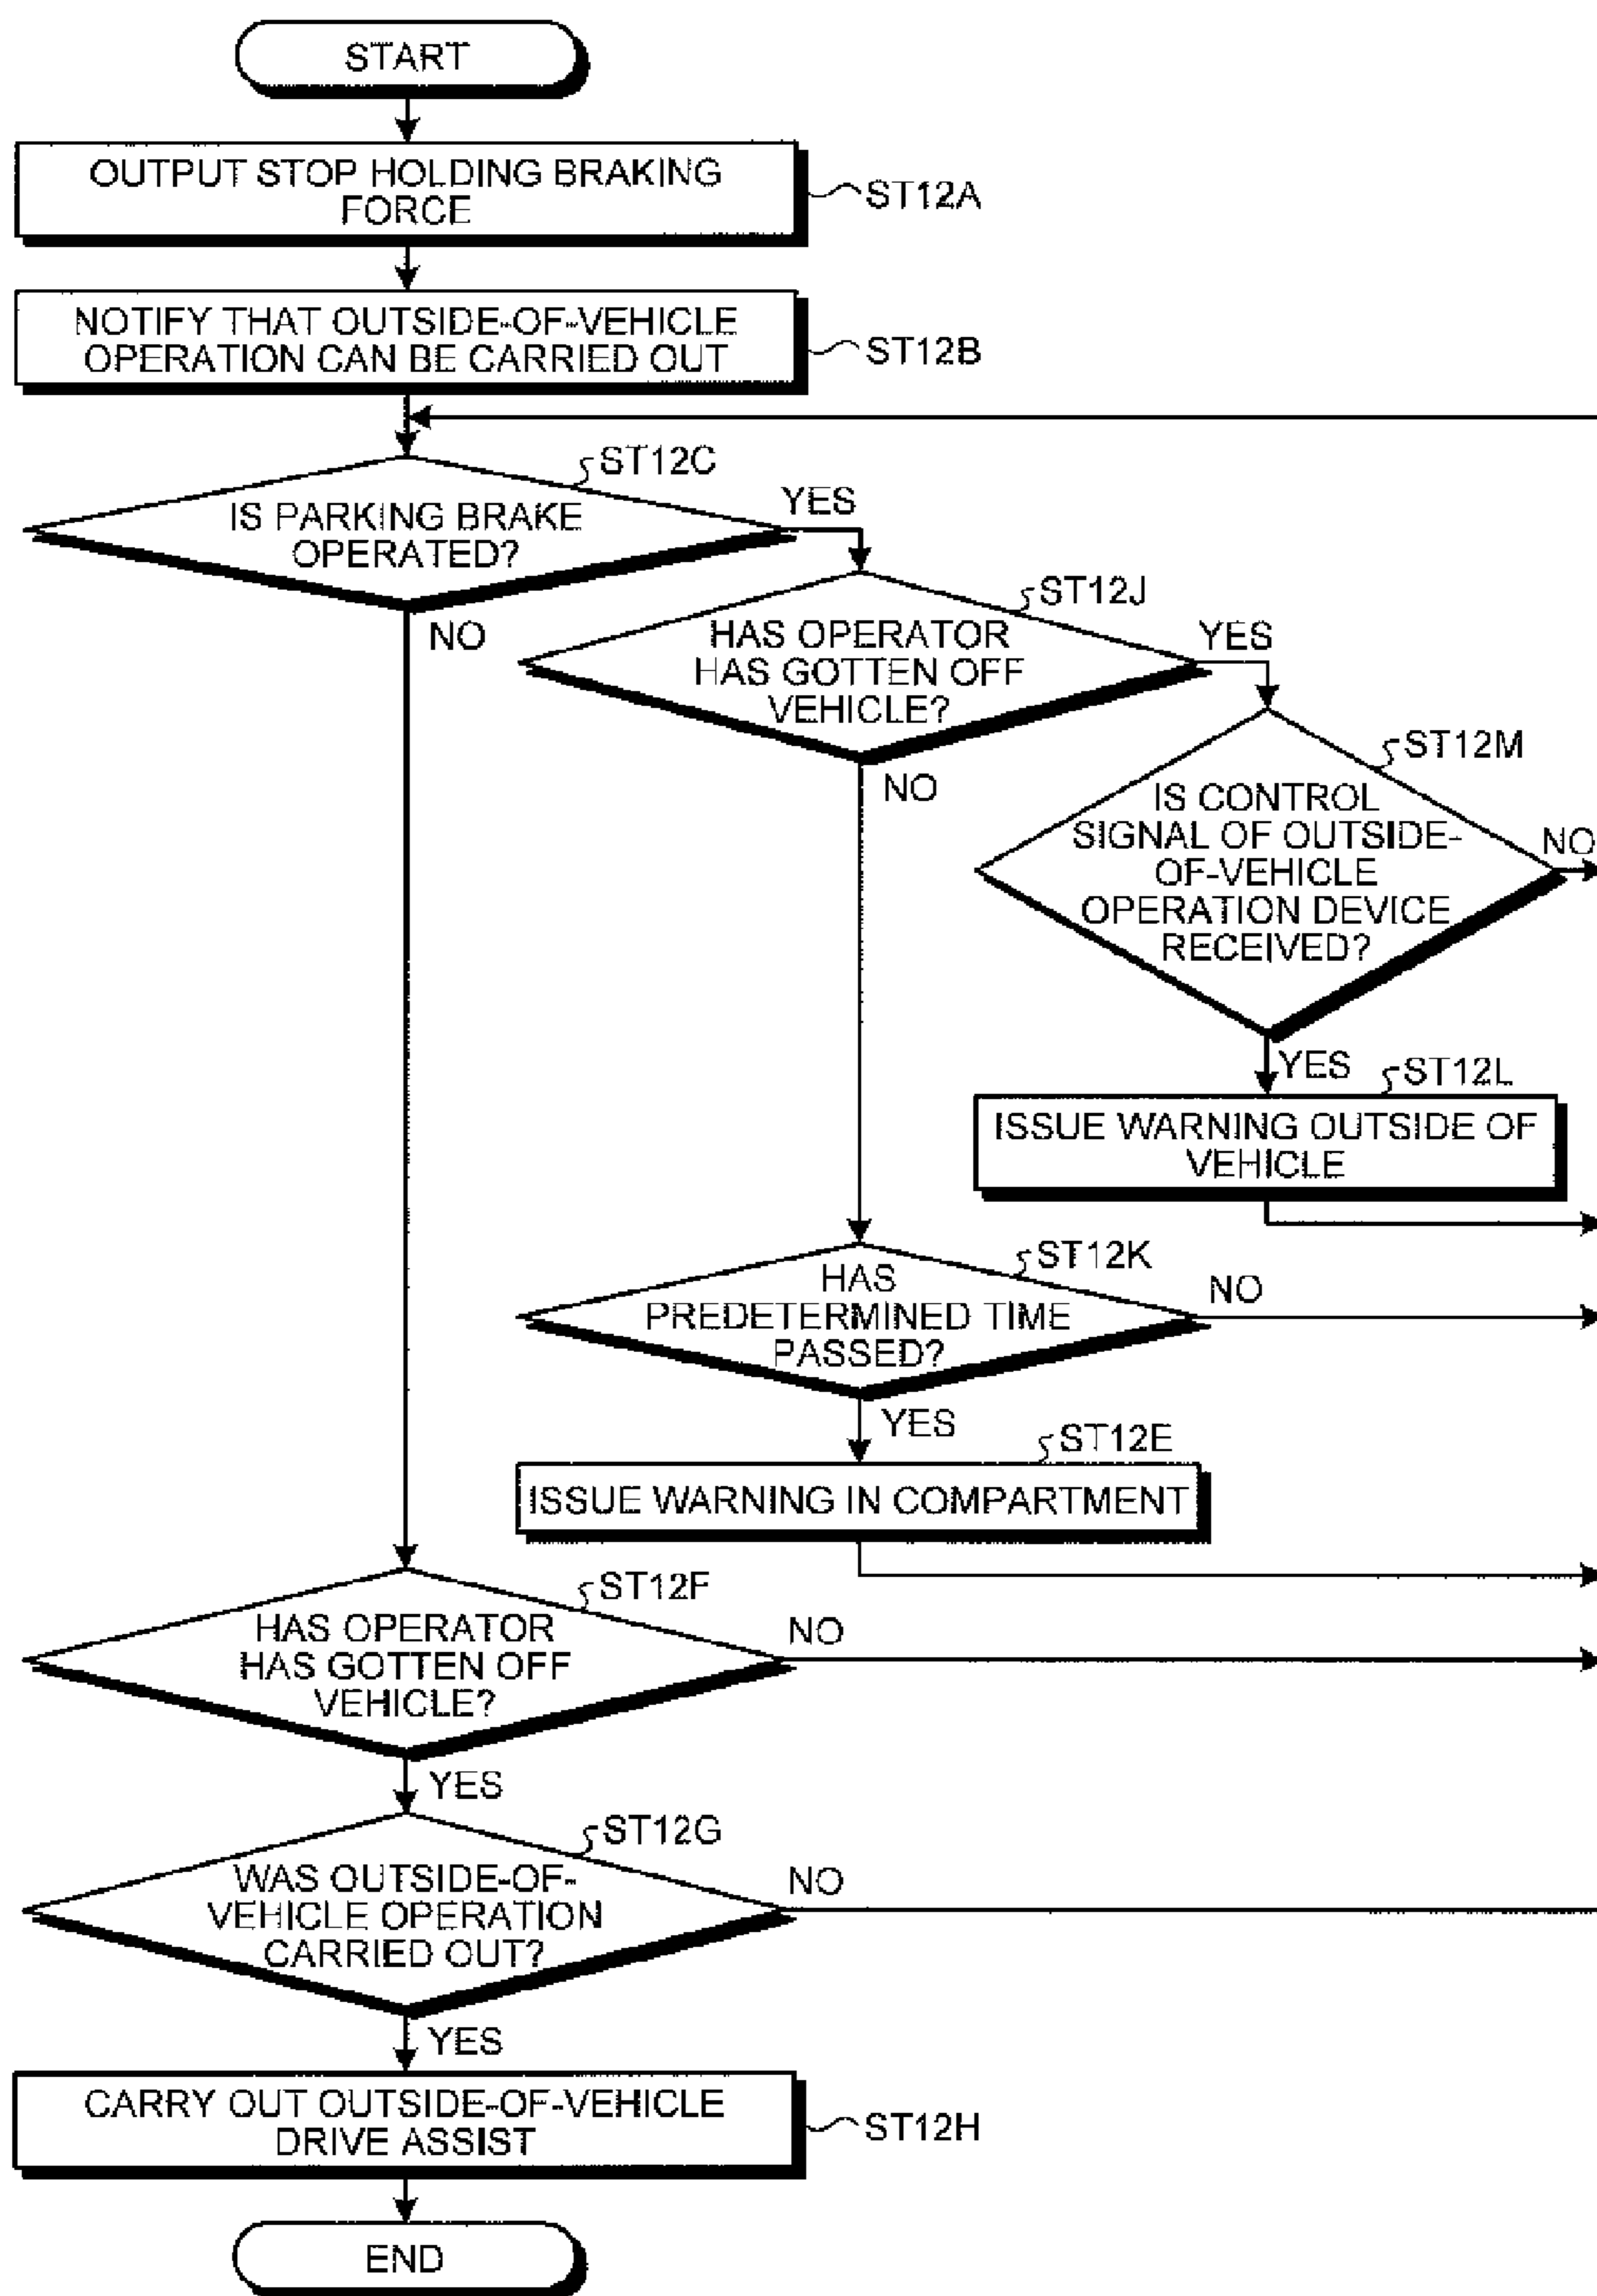 START
OUTPUT STOP HOLDING BRAKING
FORCE
ST12A
NOTIFY THAT OUTSIDE-OF-VEHICLE
OPERATION CAN BE CARRIED OUT
ST12B
ST12C
IS PARKING BRAKE
OPERATED?
YES
NO
ST12J
HAS OPERATOR
HAS GOTTEN OFF
VEHICLE?
YES
NO
ST12M
IS CONTROL
SIGNAL OF OUTSIDE-
OF-VEHICLE
OPERATION DEVICE
RECEIVED?
NO
YES
ST12L
ISSUE WARNING OUTSIDE OF
VEHICLE
ST12K
HAS
PREDETERMINED TIME
PASSED?
NO
YES
ST12E
ISSUE WARNING IN COMPARTMENT
ST12F
HAS OPERATOR
HAS GOTTEN OFF
VEHICLE?
NO
YES
ST12G
WAS OUTSIDE-OF-
VEHICLE OPERATION
CARRIED OUT?
NO
YES
CARRY OUT OUTSIDE-OF-VEHICLE
DRIVE ASSIST
ST12H
END